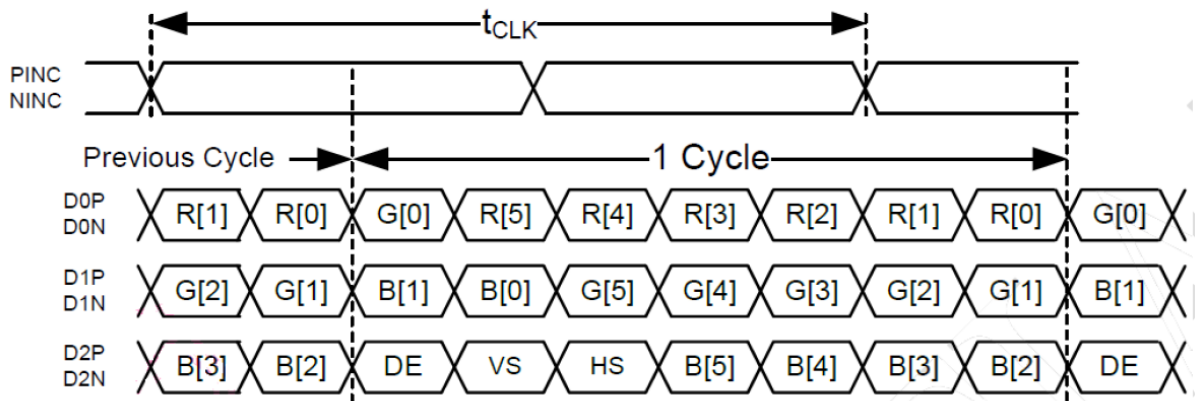 tCLK
PINC
NINC
Previous Cycle
1 Cycle
D0P
D0N
R[1] R[0] G[0] R[5] R[4] R[3] R[2] R[1] R[0] G[0]
D1P
D1N
G[2] G[1] B[1] B[0] G[5] G[4] G[3] G[2] G[1] B[1]
D2P
D2N
B[3] B[2] DE VS HS B[5] B[4] B[3] B[2] DE